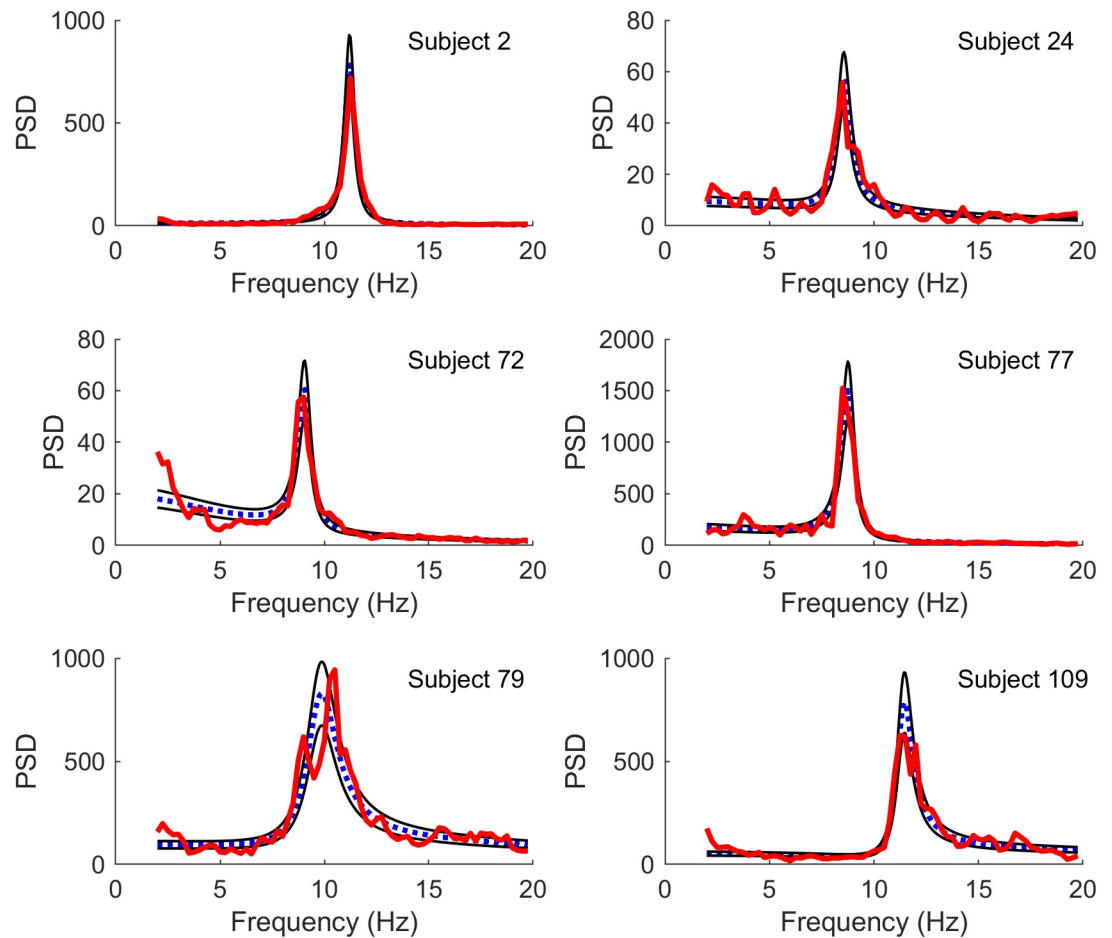 1000
500
0
PSD
Subject 2
0 5 10 15 20
Frequency (Hz)
80
60
40
20
0
PSD
Subject 24
0 5 10 15 20
Frequency (Hz)
80
60
40
20
0
PSD
Subject 72
0 5 10 15 20
Frequency (Hz)
2000
1500
1000
500
0
PSD
Subject 77
0 5 10 15 20
Frequency (Hz)
1000
500
0
PSD
Subject 79
0 5 10 15 20
Frequency (Hz)
1000
500
0
PSD
Subject 109
0 5 10 15 20
Frequency (Hz)